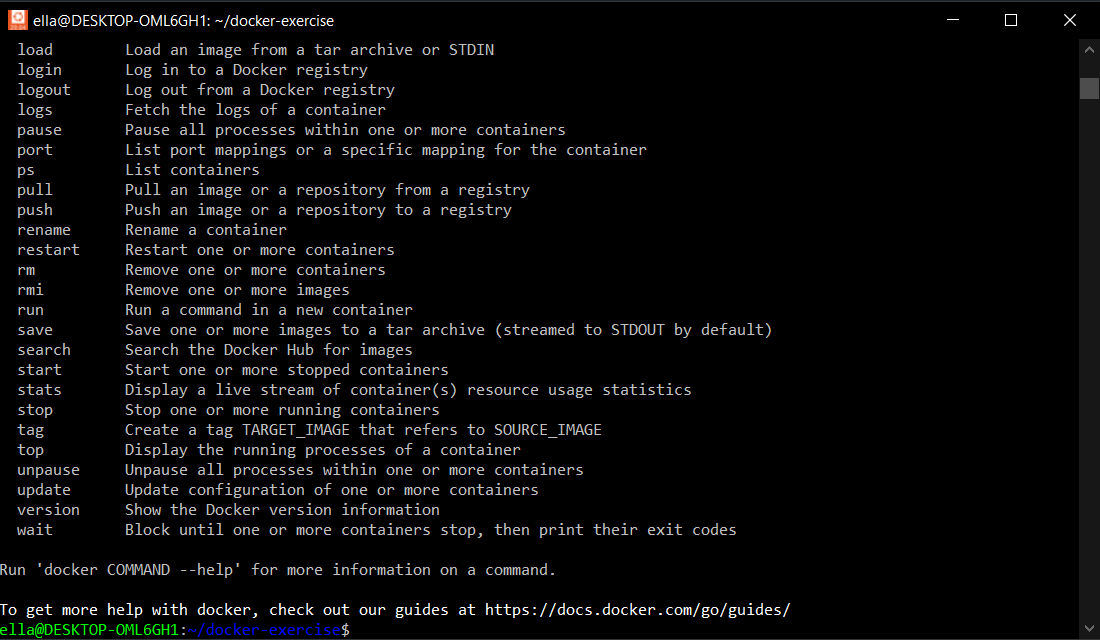 ella@DESKTOP-OML6GH1: ~/docker-exercise
load        Load an image from a tar archive or STDIN
login       Log in to a Docker registry
logout      Log out from a Docker registry
logs        Fetch the logs of a container
pause       Pause all processes within one or more containers
port        List port mappings or a specific mapping for the container
ps          List containers
pull        Pull an image or a repository from a registry
push        Push an image or a repository to a registry
rename      Rename a container
restart     Restart one or more containers
rm          Remove one or more containers
rmi         Remove one or more images
run         Run a command in a new container
save        Save one or more images to a tar archive (streamed to STDOUT by default)
search      Search the Docker Hub for images
start       Start one or more stopped containers
stats       Display a live stream of container(s) resource usage statistics
stop        Stop one or more running containers
tag         Create a tag TARGET_IMAGE that refers to SOURCE_IMAGE
top         Display the running processes of a container
unpause     Unpause all processes within one or more containers
update      Update configuration of one or more containers
version     Show the Docker version information
wait        Block until one or more containers stop, then print their exit codes
Run 'docker COMMAND --help' for more information on a command.
To get more help with docker, check out our guides at https://docs.docker.com/go/guides/
ella@DESKTOP-OML6GH1:~/docker-exercise$